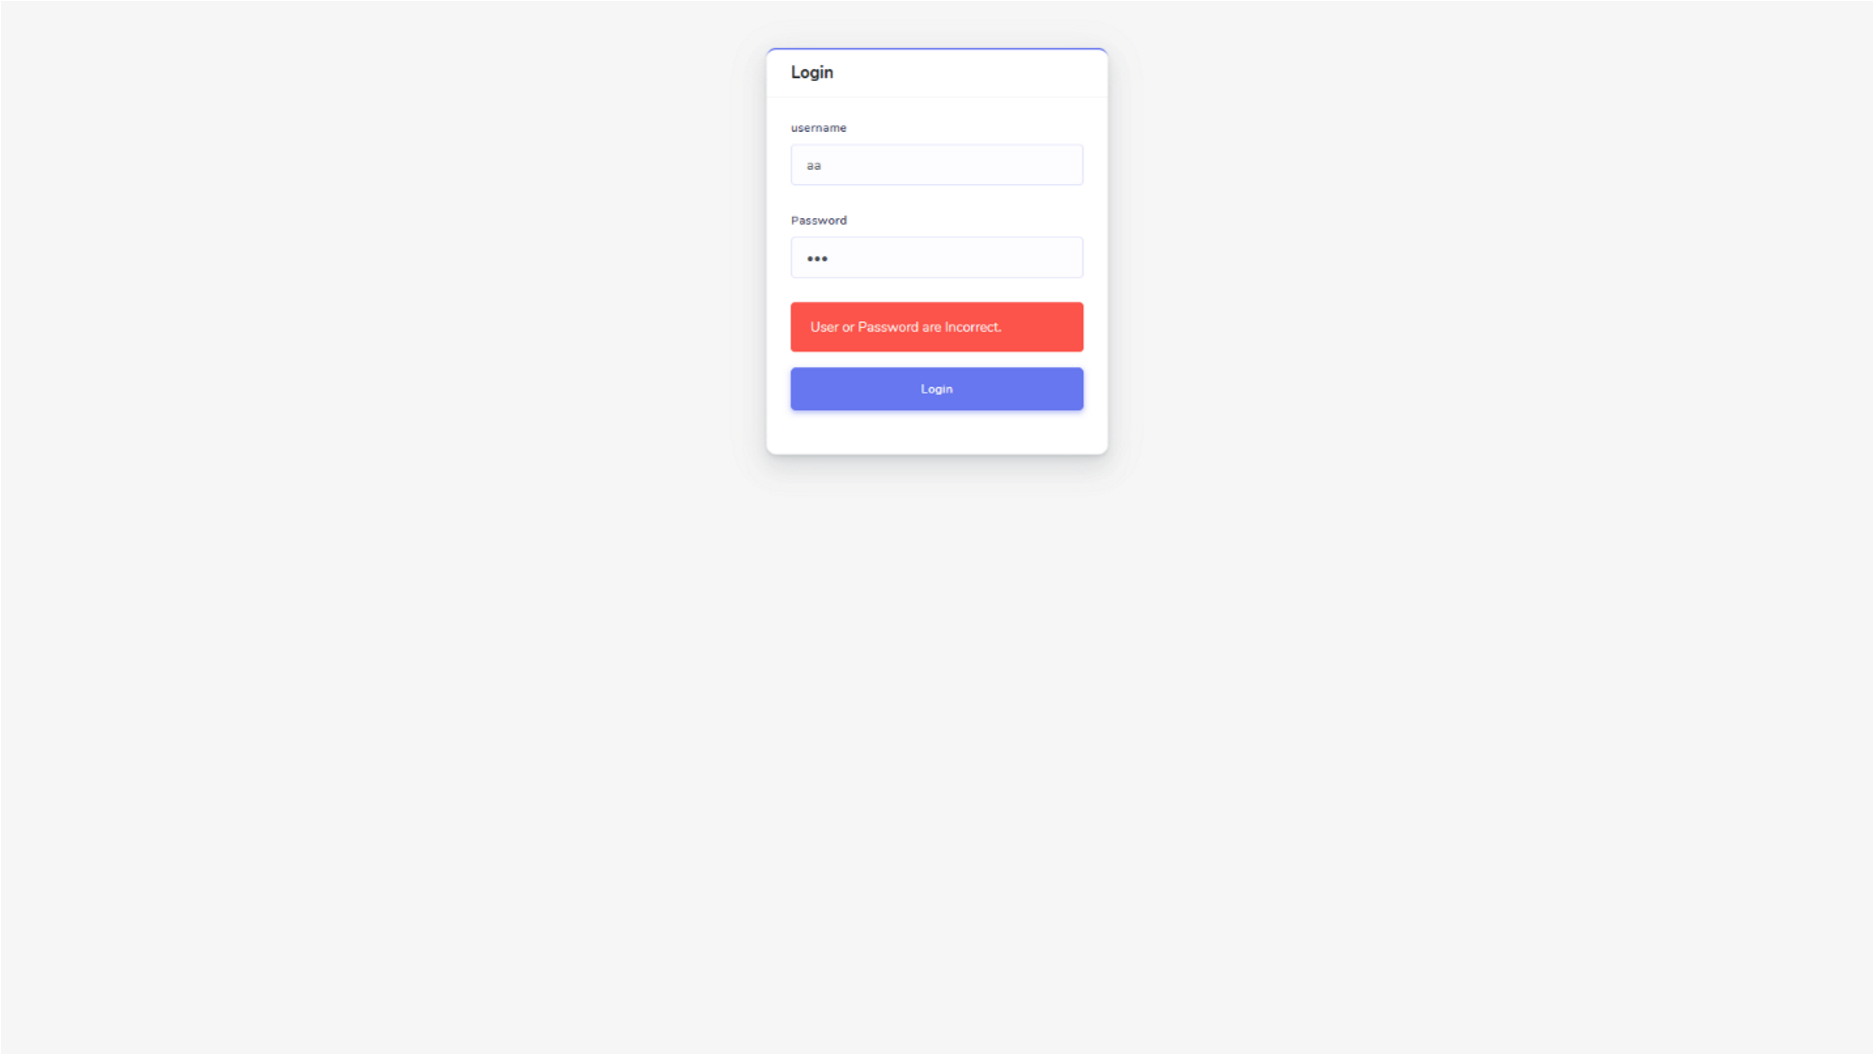 Login
username
aa
Password
•••
User or Password are Incorrect.
Login